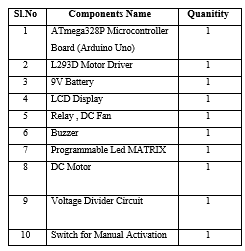 Sl.No Components Name Quanitity
1 ATmega328P Microcontroller 1
Board (Arduino Uno)
2 L293D Motor Driver 1
3 9V Battery 1
4 LCD Display 1
5 Relay , DC Fan 1
6 Buzzer 1
7 Programmable Led MATRIX 1
8 DC Motor 1
9 Voltage Divider Circuit 1
10 Switch for Manual Activation 1